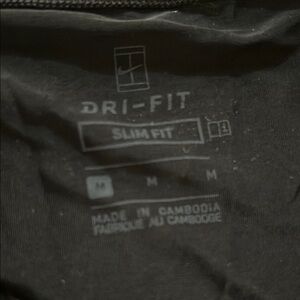 DRI-FIT
SLIM FIT
M M M
MADE IN CAMBODIA
FABRIQUÉ AU CAMBODGE